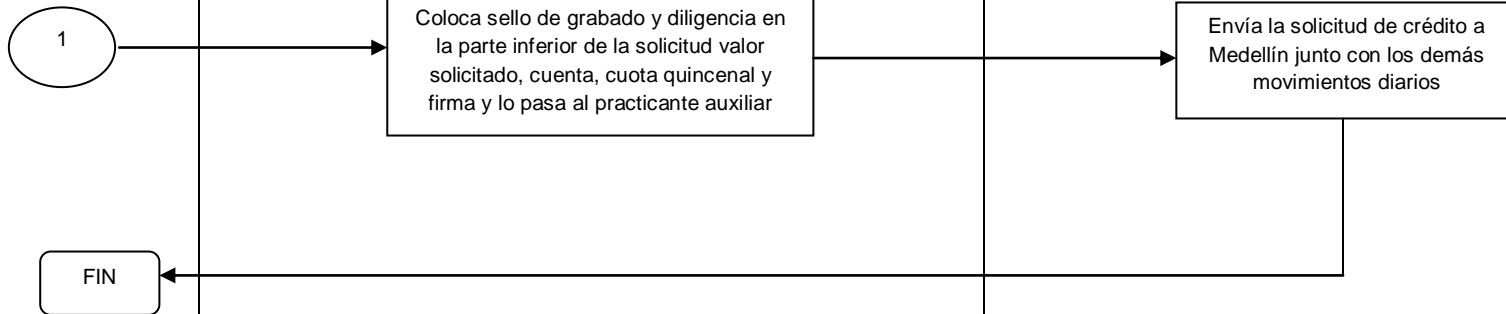 1
Coloca sello de grabado y diligencia en
la parte inferior de la solicitud valor
solicitado, cuenta, cuota quincenal y
firma y lo pasa al practicante auxiliar
Envía la solicitud de crédito a
Medellín junto con los demás
movimientos diarios
FIN